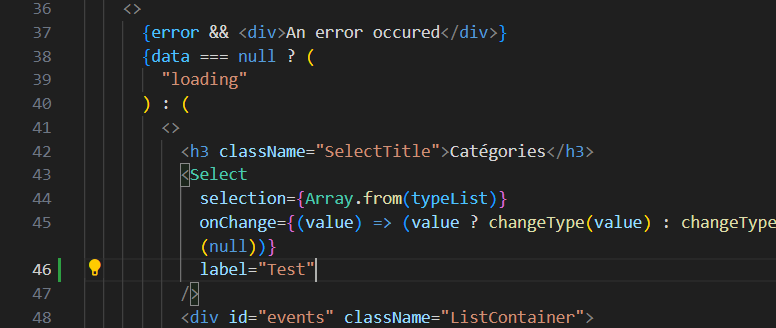 36 <>
37 {error && <div>An error occured</div>}
38 {data === null ? (
39 "loading"
40 ) : (
41 <>
42 <h3 className="SelectTitle">Catégories</h3>
43 <Select
44 selection={Array.from(typeList)}
45 onChange={(value) => (value ? changeType(value) : changeType
(null))}
46 label="Test"
47 />
48 <div id="events" className="ListContainer">